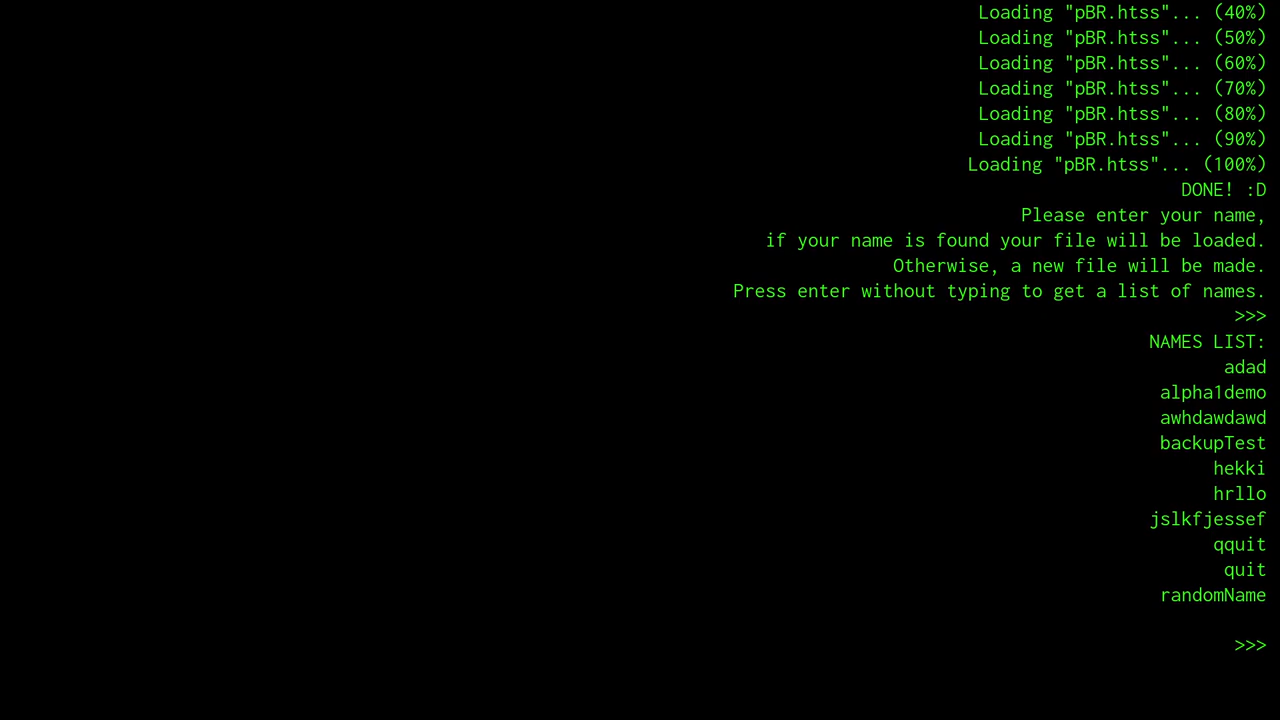 Loading "pBR.htss"... (40%)
Loading "pBR.htss"... (50%)
Loading "pBR.htss"... (60%)
Loading "pBR.htss"... (70%)
Loading "pBR.htss"... (80%)
Loading "pBR.htss"... (90%)
Loading "pBR.htss"... (100%)
DONE! :D
Please enter your name,
if your name is found your file will be loaded.
Otherwise, a new file will be made.
Press enter without typing to get a list of names.
>>>
NAMES LIST:
adad
alpha1demo
awhdawdawd
backupTest
hekki
hrllo
jslkfjessef
qquit
quit
randomName
>>>